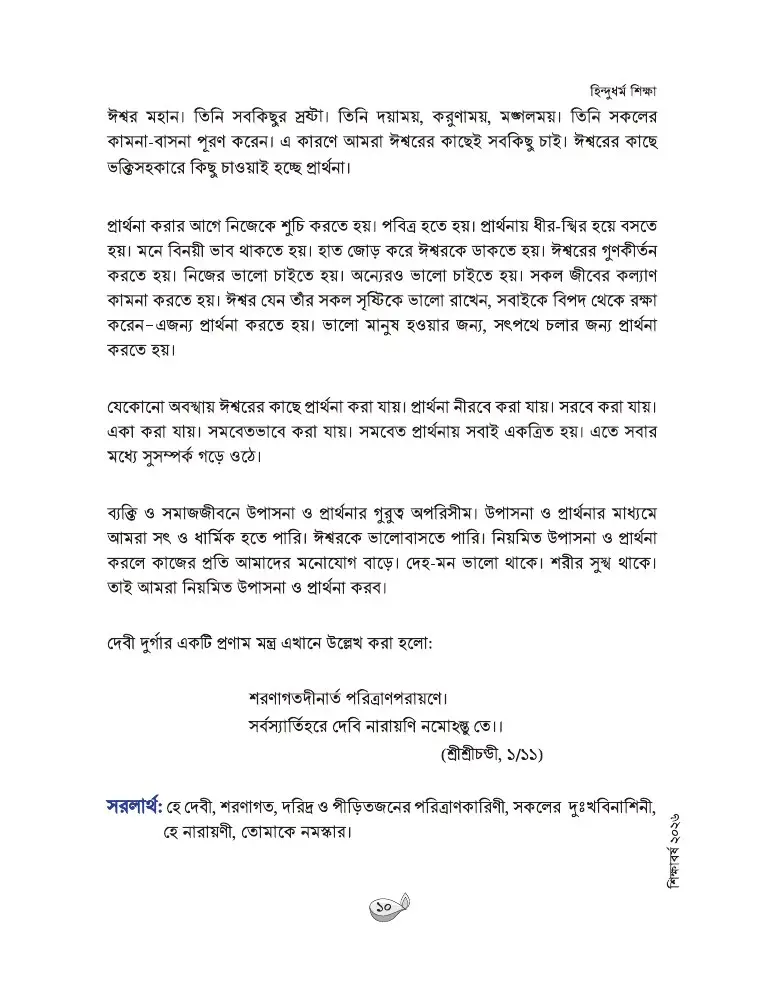 হিন্দুধর্ম শিক্ষা
ঈশ্বর মহান। তিনি সবকিছুর স্রষ্টা। তিনি দয়াময়, করুণাময়, মঙ্গলময়। তিনি সকলের
কামনা-বাসনা পূরণ করেন। এ কারণে আমরা ঈশ্বরের কাছেই সবকিছু চাই। ঈশ্বরের কাছে
ভক্তিসহকারে কিছু চাওয়াই হচ্ছে প্রার্থনা।
প্রার্থনা করার আগে নিজেকে শুচি করতে হয়। পবিত্র হতে হয়। প্রার্থনায় ধীর-স্থির হয়ে বসতে
হয়। মনে বিনয়ী ভাব থাকতে হয়। হাত জোড় করে ঈশ্বরকে ডাকতে হয়। ঈশ্বরের গুণকীর্তন
করতে হয়। নিজের ভালো চাইতে হয়। অন্যেরও ভালো চাইতে হয়। সকল জীবের কল্যাণ
কামনা করতে হয়। ঈশ্বর যেন তাঁর সকল সৃষ্টিকে ভালো রাখেন, সবাইকে বিপদ থেকে রক্ষা
করেন–এজন্য প্রার্থনা করতে হয়। ভালো মানুষ হওয়ার জন্য, সৎপথে চলার জন্য প্রার্থনা
করতে হয়।
যেকোনো অবস্থায় ঈশ্বরের কাছে প্রার্থনা করা যায়। প্রার্থনা নীরবে করা যায়। সরবে করা যায়।
একা করা যায়। সমবেতভাবে করা যায়। সমবেত প্রার্থনায় সবাই একত্রিত হয়। এতে সবার
মধ্যে সুসম্পর্ক গড়ে ওঠে।
ব্যক্তি ও সমাজজীবনে উপাসনা ও প্রার্থনার গুরুত্ব অপরিসীম। উপাসনা ও প্রার্থনার মাধ্যমে
আমরা সৎ ও ধার্মিক হতে পারি। ঈশ্বরকে ভালোবাসতে পারি। নিয়মিত উপাসনা ও প্রার্থনা
করলে কাজের প্রতি আমাদের মনোযোগ বাড়ে। দেহ-মন ভালো থাকে। শরীর সুস্থ থাকে।
তাই আমরা নিয়মিত উপাসনা ও প্রার্থনা করব।
দেবী দুর্গার একটি প্রণাম মন্ত্র এখানে উল্লেখ করা হলো:
শরণাগতদীনার্ত পরিত্রাণপরায়ণে।
সর্বস্যার্তিহরে দেবি নারায়ণি নমোঽস্তু তে।।
(শ্রীশ্রীচণ্ডী, ১/১১)
সরলার্থ: হে দেবী, শরণাগত, দরিদ্র ও পীড়িতজনের পরিত্রাণকারিণী, সকলের দুঃখবিনাশিনী,
হে নারায়ণী, তোমাকে নমস্কার।
শিক্ষাবর্ষ ২০২৬
১০